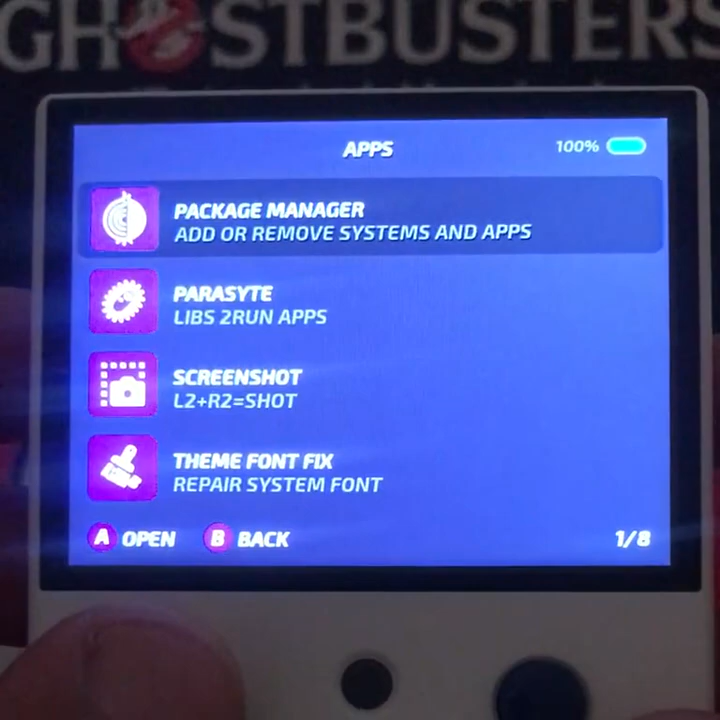 GHOSTBUSTERS
APPS
100%
PACKAGE MANAGER
ADD OR REMOVE SYSTEMS AND APPS
PARASYTE
LIBS 2RUN APPS
SCREENSHOT
L2+R2=SHOT
THEME FONT FIX
REPAIR SYSTEM FONT
A OPEN B BACK 1/8